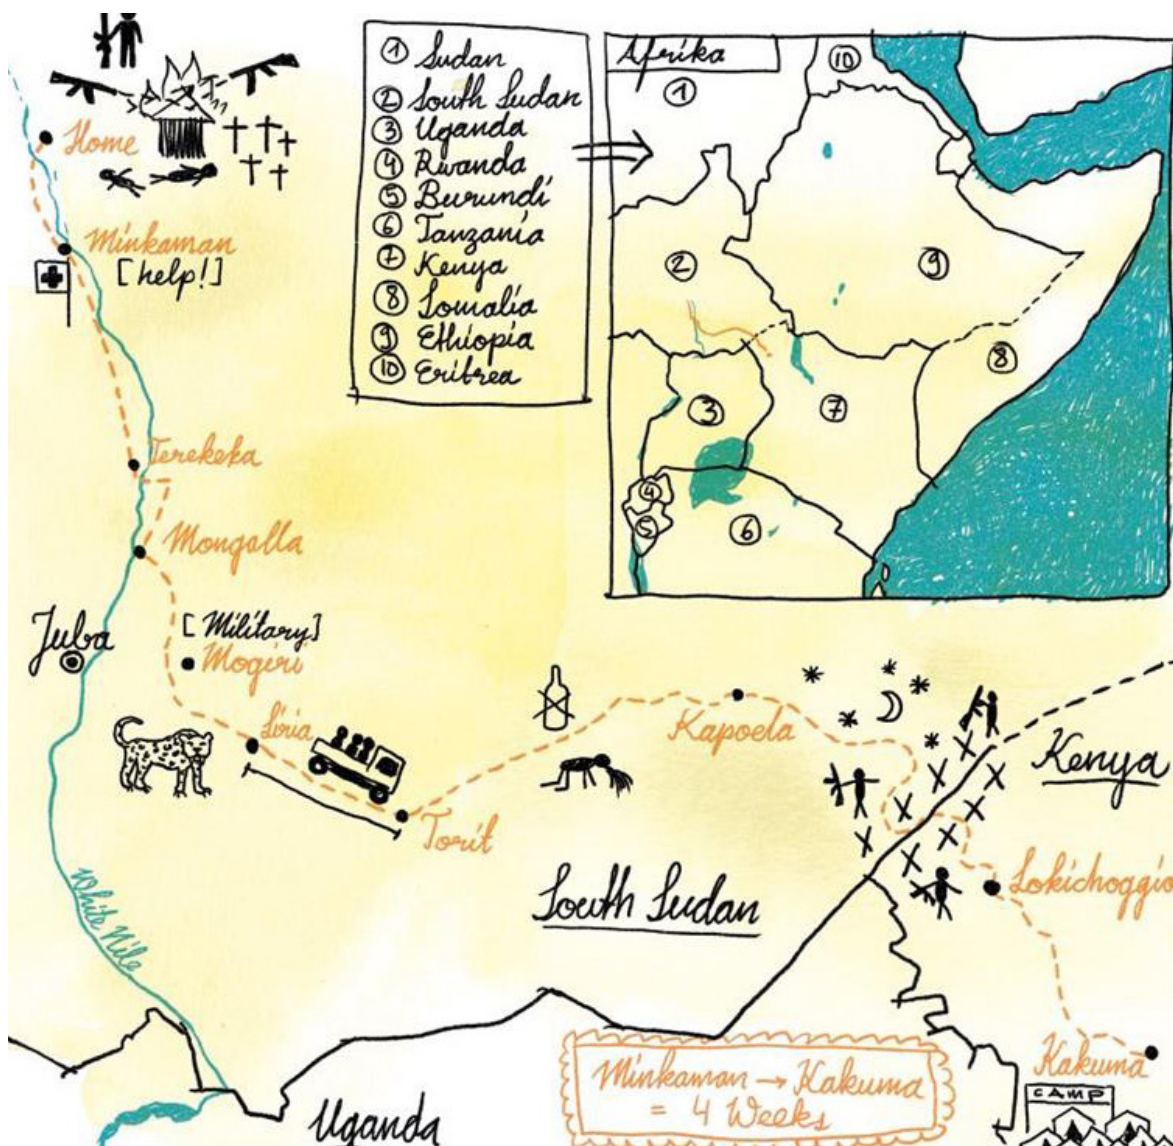 ① Sudan
② South Sudan
③ Uganda
④ Rwanda
⑤ Burundi
⑥ Tanzania
⑦ Kenya
⑧ Somalia
⑨ Ethiopia
⑩ Eritrea
Afrika
⑩
①
②
⑨
⑧
③
⑦
④
⑤
⑥
Home
Minkaman
[help!]
Terekeka
Mongalla
Juba
[Military]
Mogiri
Liria
Torit
Kapoela
Kenya
Lokichoggio
South Sudan
White Nile
Minkaman → Kakuma
= 4 Weeks
Kakuma
CAMP
Uganda